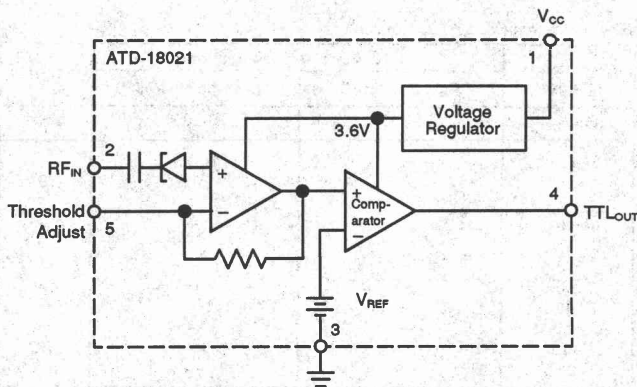 VCC
ATD-18021
1
Voltage
Regulator
3.6V
2
RFIN
+
+
Comp-
arator
4
TTLOUT
Threshold
Adjust
5
−
−
VREF
3